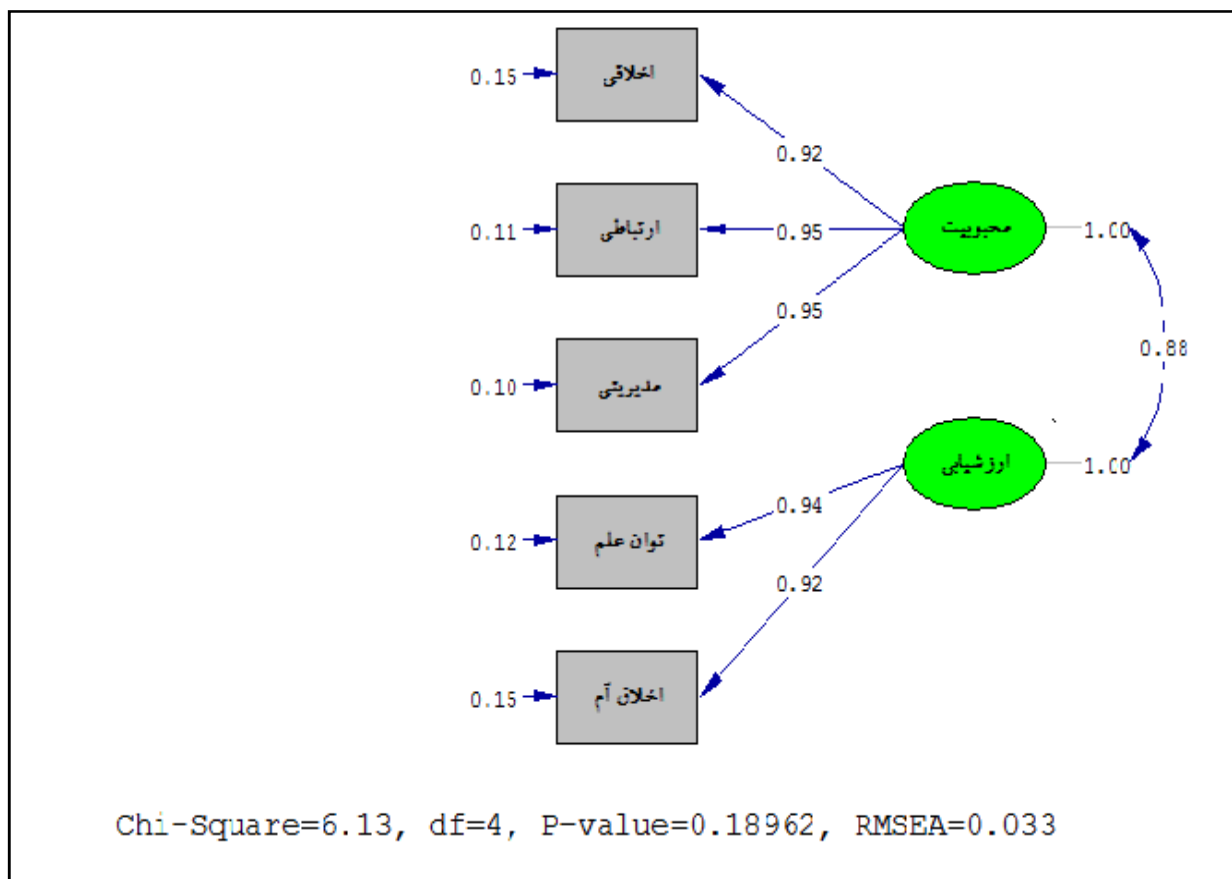 0.15
اخلاقی
0.92
0.11
ارتباطی
0.95
محبوبیت
1.00
0.95
0.88
0.10
مدیریتی
ارزشیابی
1.00
0.94
0.12
توان علم
0.92
0.15
اخلاق آم
Chi-Square=6.13, df=4, P-value=0.18962, RMSEA=0.033